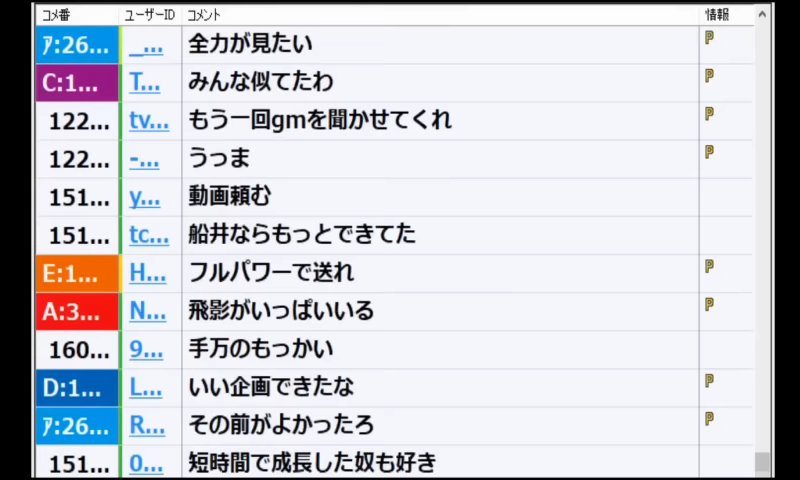 コメ番 ユーザーID コメント 情報
ｱ:26... _... 全力が見たい P
C:1... T... みんな似てたわ P
122... tv... もう一回gmを聞かせてくれ P
122... -... うっま P
151... y... 動画頼む
151... tc... 船井ならもっとできてた
E:1... H... フルパワーで送れ P
A:3... N... 飛影がいっぱいいる P
160... 9... 手万のもっかい
D:1... L... いい企画できたな P
ｱ:26... R... その前がよかったろ P
151... 0... 短時間で成長した奴も好き